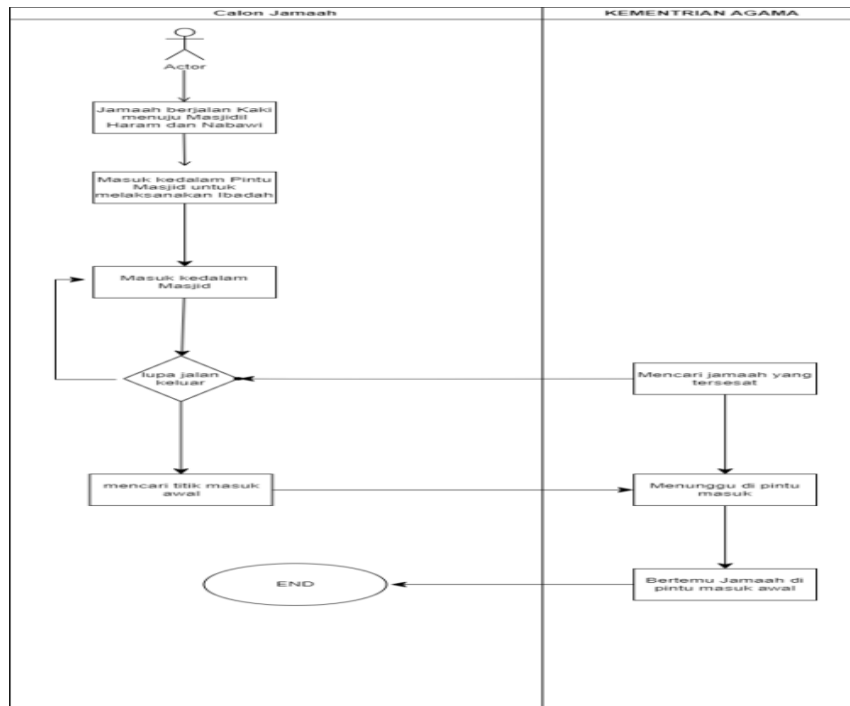 Calon Jamaah
KEMENTRIAN AGAMA
Actor
Jamaah berjalan Kaki
menuju Masjidil
Haram dan Nabawi
Masuk kedalam Pintu
Masjid untuk
melaksanakan Ibadah
Masuk kedalam
Masjid
lupa jalan
keluar
Mencari jamaah yang
tersesat
mencari titik masuk
awal
Menunggu di pintu
masuk
END
Bertemu Jamaah di
pintu masuk awal